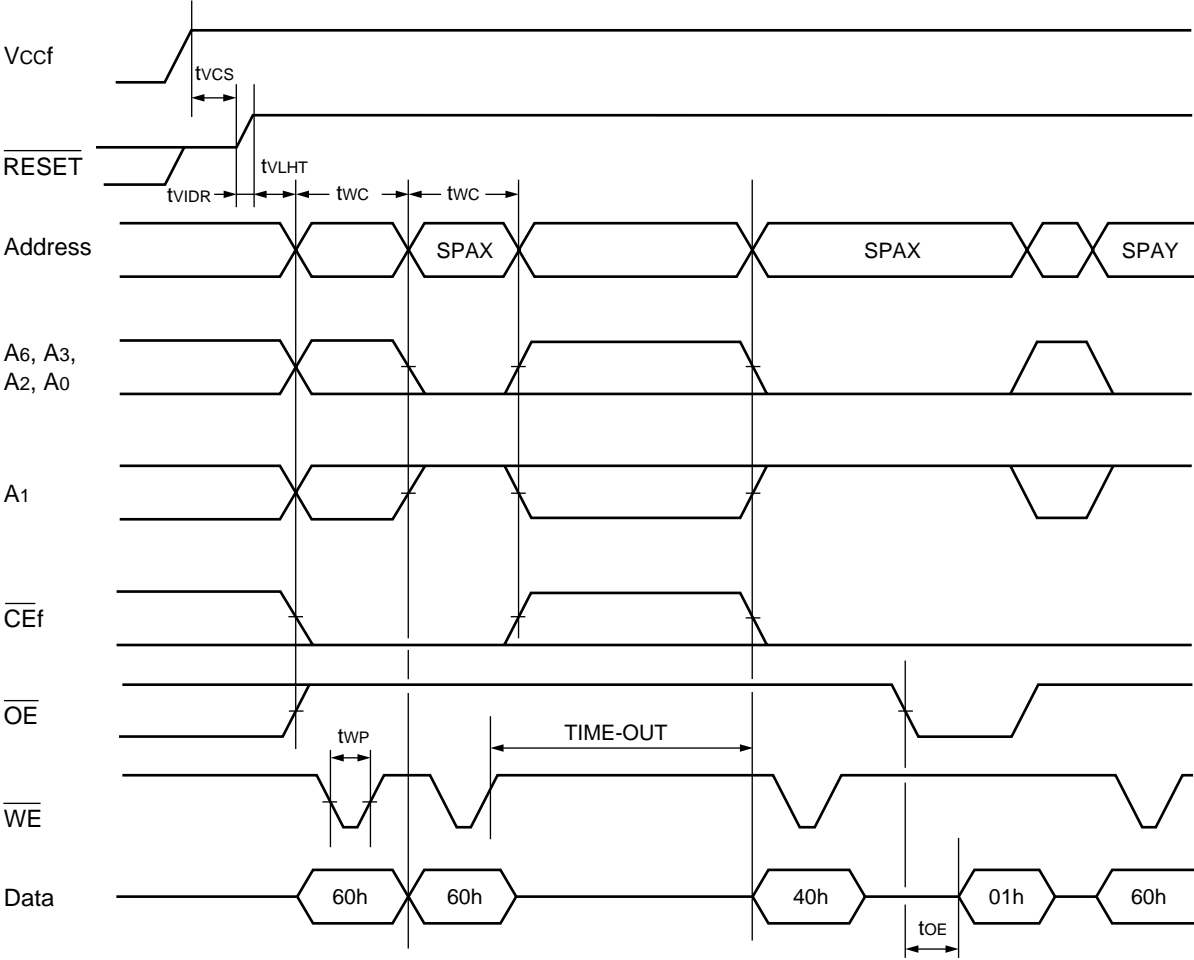 Vccf
tVCS
RESET
tVLHT
tVIDR
tWC
tWC
Address
SPAX
SPAX
SPAY
A6, A3,
A2, A0
A1
CEf
OE
tWP
TIME-OUT
WE
Data
60h
60h
40h
01h
60h
tOE